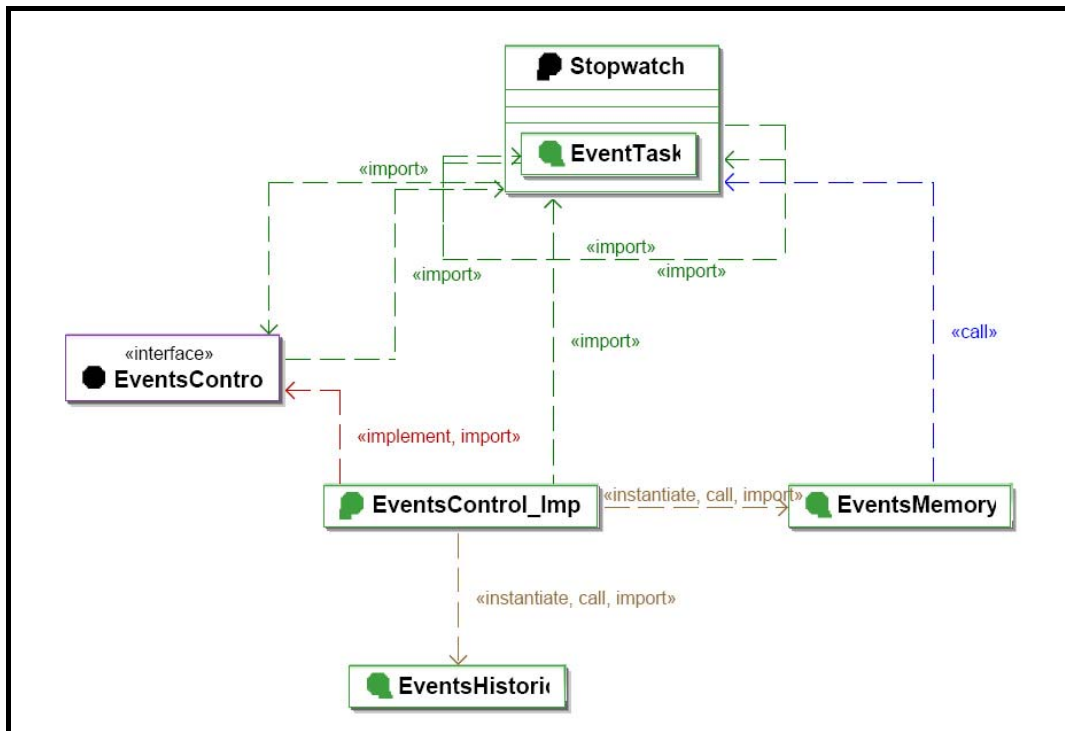 Stopwatch
EventTask
«import»
«import»
«import»
«import»
«interface»
EventsContro
«import»
«call»
«implement, import»
EventsControl_Imp
«instantiate, call, import»
EventsMemory
«instantiate, call, import»
EventsHistoric